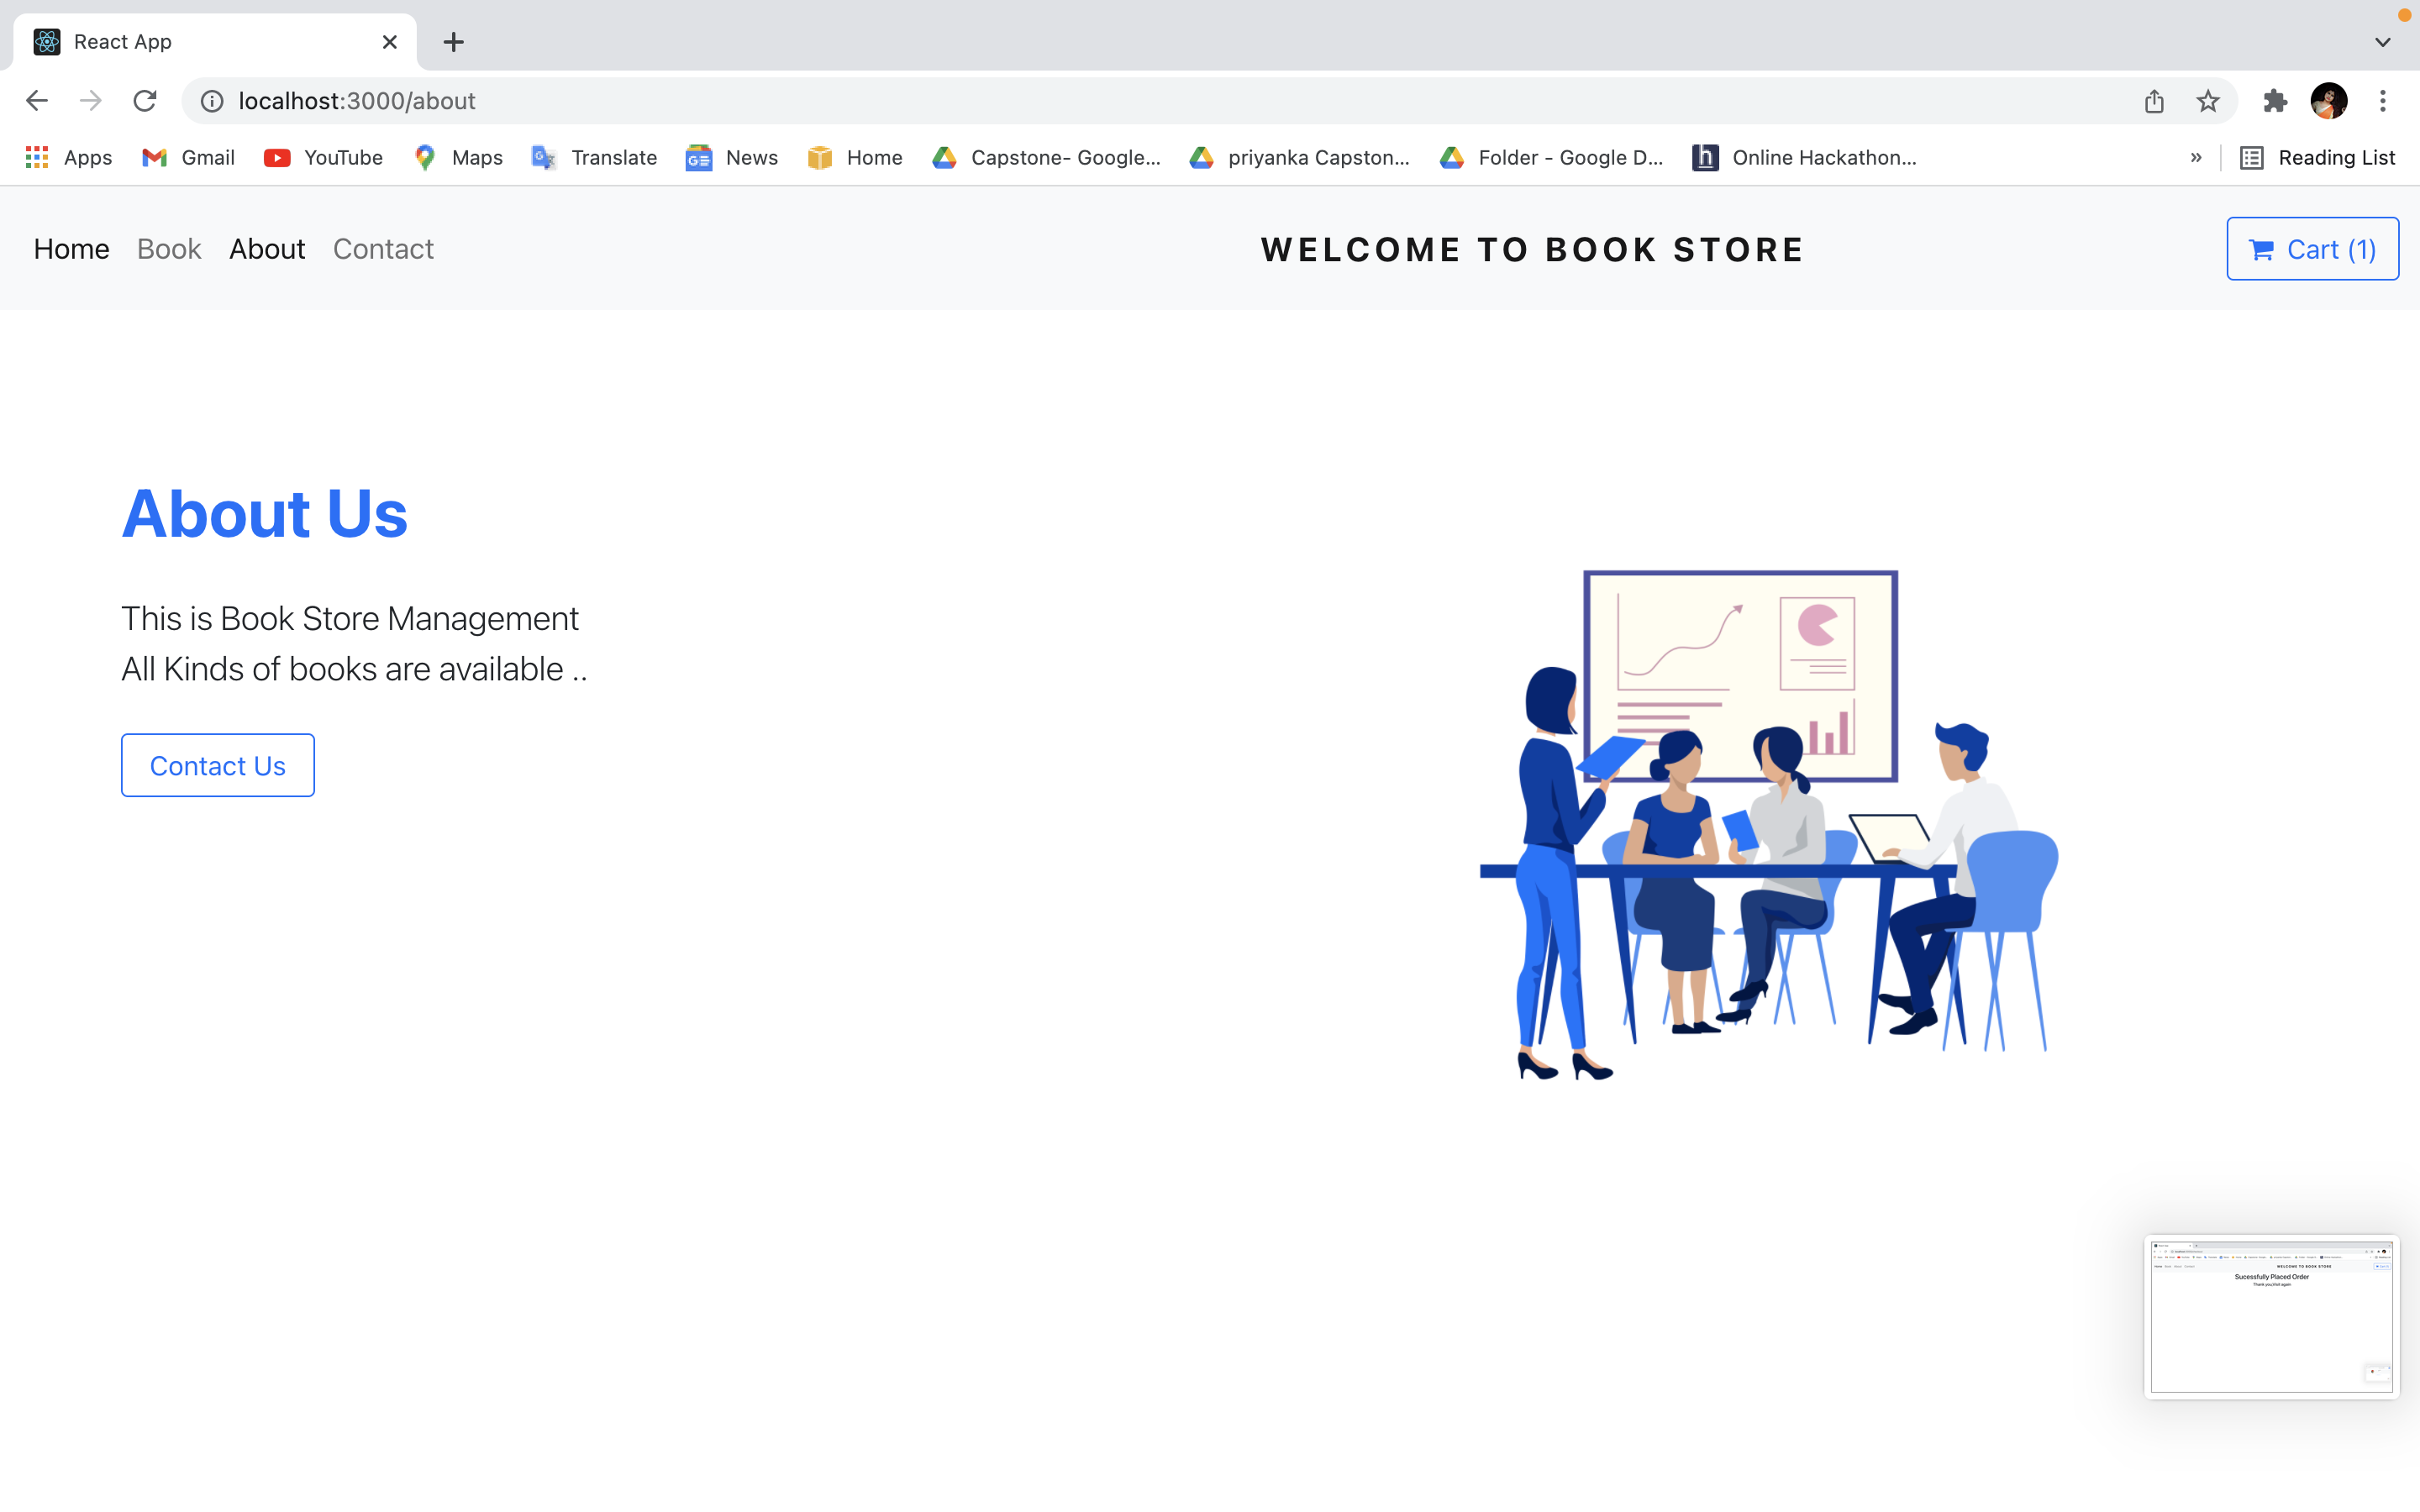 React App
localhost:3000/about
Apps Gmail YouTube Maps Translate News Home Capstone- Google... priyanka Capston... Folder - Google D... Online Hackathon... » Reading List
Home Book About Contact WELCOME TO BOOK STORE Cart (1)
About Us
This is Book Store Management
All Kinds of books are available ..
Contact Us
WELCOME TO BOOK STORE
Sucessfully Placed Order